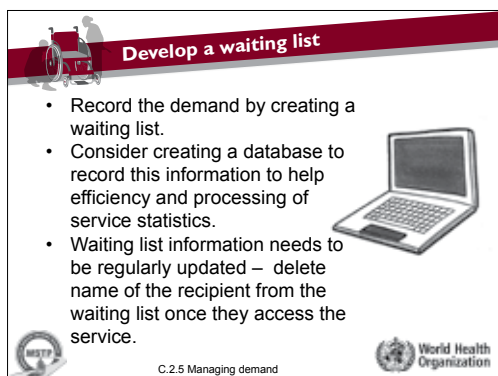 Develop a waiting list
• Record the demand by creating a
waiting list.
• Consider creating a database to
record this information to help
efficiency and processing of
service statistics.
• Waiting list information needs to
be regularly updated – delete
name of the recipient from the
waiting list once they access the
service.
MSTP
C.2.5 Managing demand
World Health
Organization